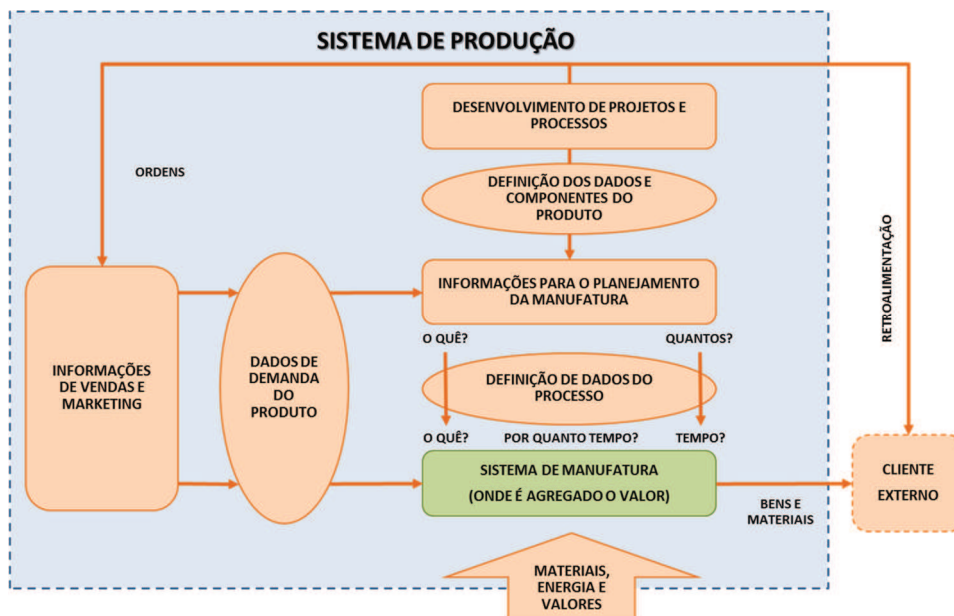 SISTEMA DE PRODUÇÃO
DESENVOLVIMENTO DE PROJETOS E
PROCESSOS
ORDENS
DEFINIÇÃO DOS DADOS E
COMPONENTES DO
PRODUTO
RETROALIMENTAÇÃO
INFORMAÇÕES PARA O PLANEJAMENTO
DA MANUFATURA
O QUÊ?
QUANTOS?
INFORMAÇÕES
DE VENDAS E
MARKETING
DADOS DE
DEMANDA
DO
PRODUTO
DEFINIÇÃO DE DADOS DO
PROCESSO
O QUÊ?
POR QUANTO TEMPO?
TEMPO?
SISTEMA DE MANUFATURA
(ONDE É AGREGADO O VALOR)
CLIENTE
EXTERNO
BENS E
MATERIAIS
MATERIAIS,
ENERGIA E
VALORES